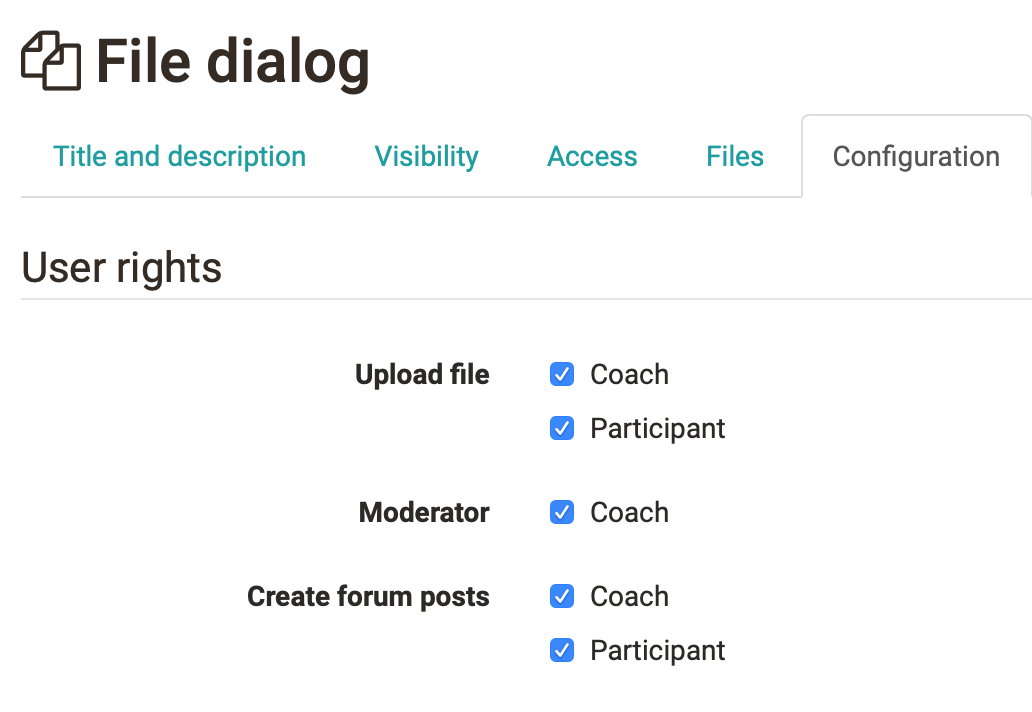 File dialog
Title and description Visibility Access Files Configuration
User rights
Upload file Coach
Participant
Moderator Coach
Create forum posts Coach
Participant